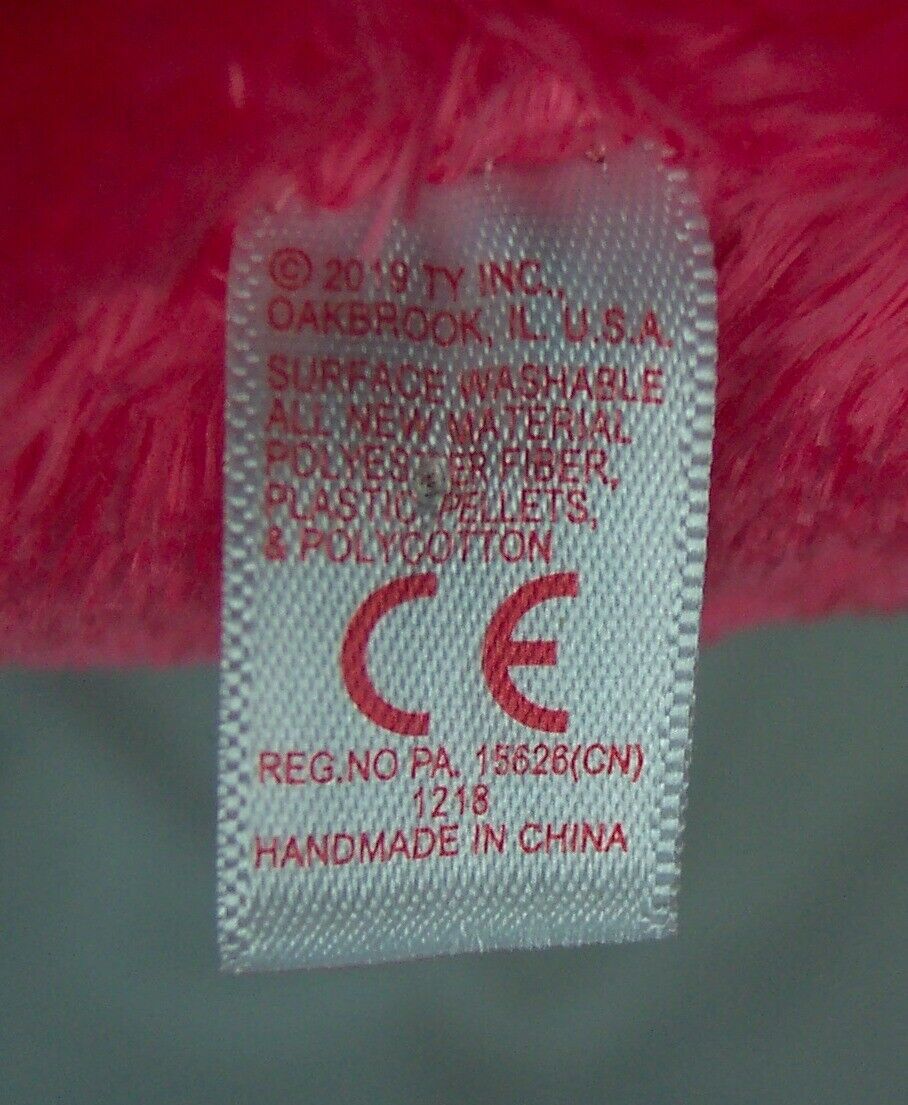 © 2019 TY INC.,
OAKBROOK, IL. U.S.A.
SURFACE WASHABLE
ALL NEW MATERIAL
POLYESTER FIBER,
PLASTIC PELLETS,
& POLYCOTTON
CE
REG.NO PA. 15626(CN)
1218
HANDMADE IN CHINA